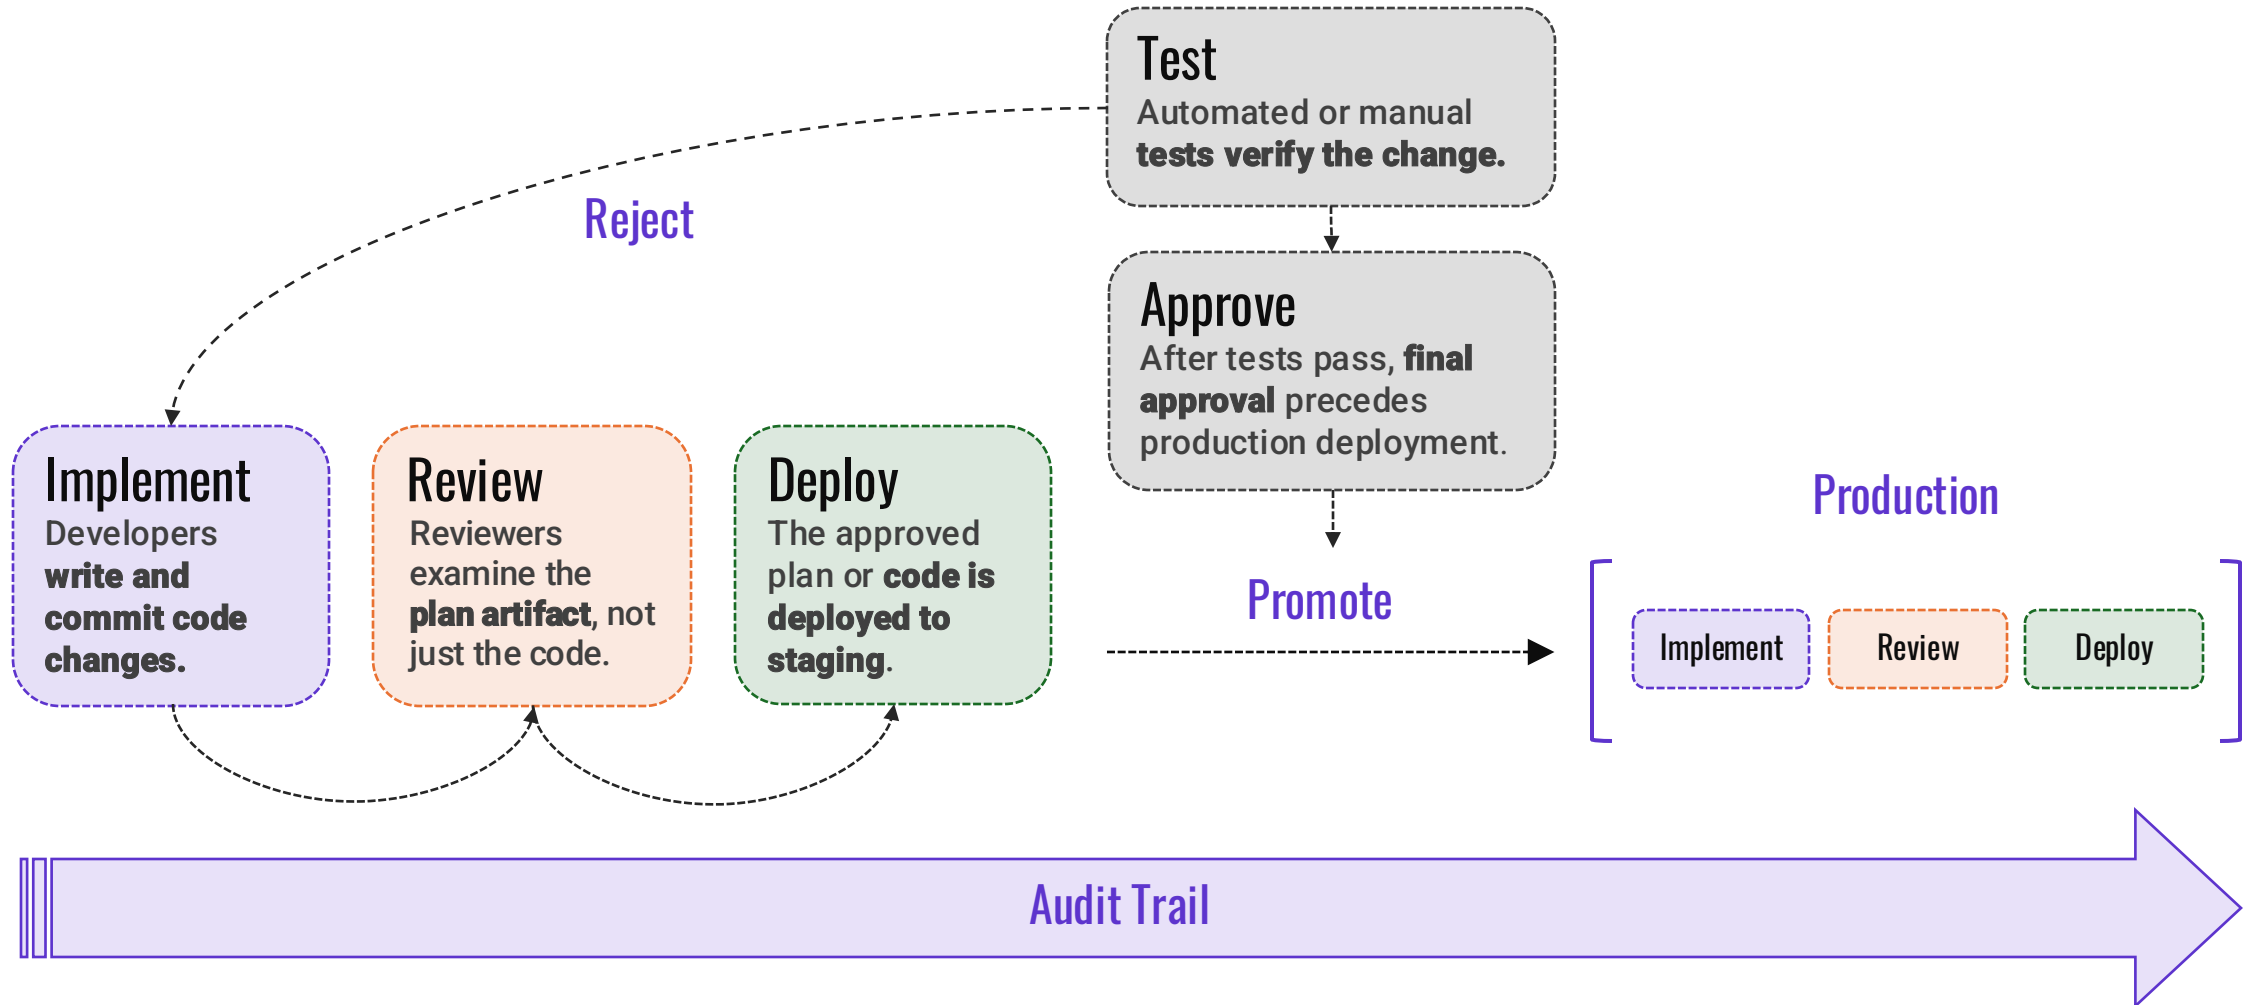 Test
Automated or manual
tests verify the change.
Reject
Approve
After tests pass, final
approval precedes
production deployment.
Implement
Developers
write and
commit code
changes.
Review
Reviewers
examine the
plan artifact, not
just the code.
Deploy
The approved
plan or code is
deployed to
staging.
Promote
Production
Implement
Review
Deploy
Audit Trail